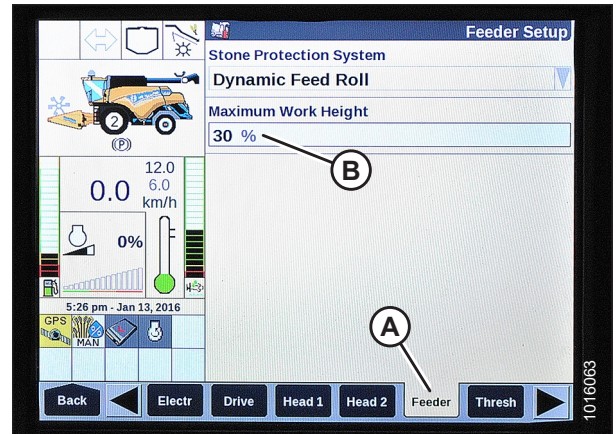 Feeder Setup
Stone Protection System
Dynamic Feed Roll
Maximum Work Height
30 %
B
2
(P)
12.0
0.0 6.0
km/h
0%
5:26 pm - Jan 13, 2016
GPS
MAN
A
Back Electr Drive Head 1 Head 2 Feeder Thresh
1016063